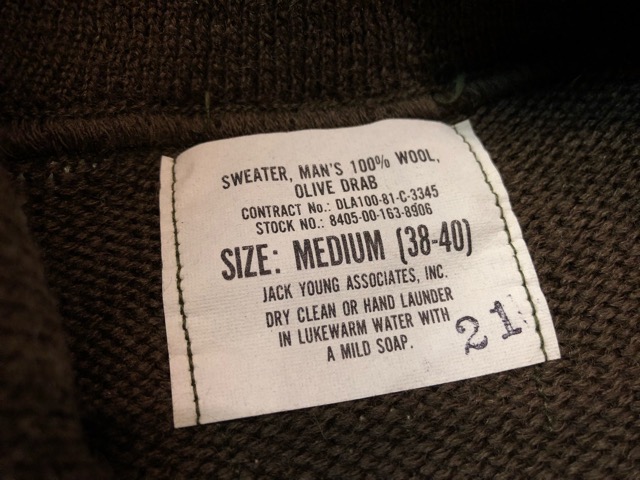 SWEATER, MAN'S 100% WOOL,
OLIVE DRAB
CONTRACT No.: DLA100-81-C-3345
STOCK NO.: 8405-00-163-8906
SIZE: MEDIUM (38-40)
JACK YOUNG ASSOCIATES, INC.
DRY CLEAN OR HAND LAUNDER
IN LUKEWARM WATER WITH
A MILD SOAP.
21